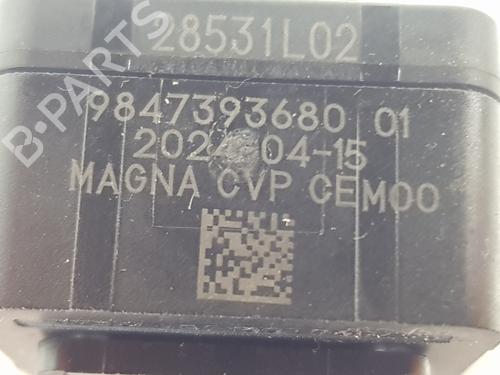 28531L02
9847393680 01
2024-04-15
MAGNA CVP CEM00
B-PARTS